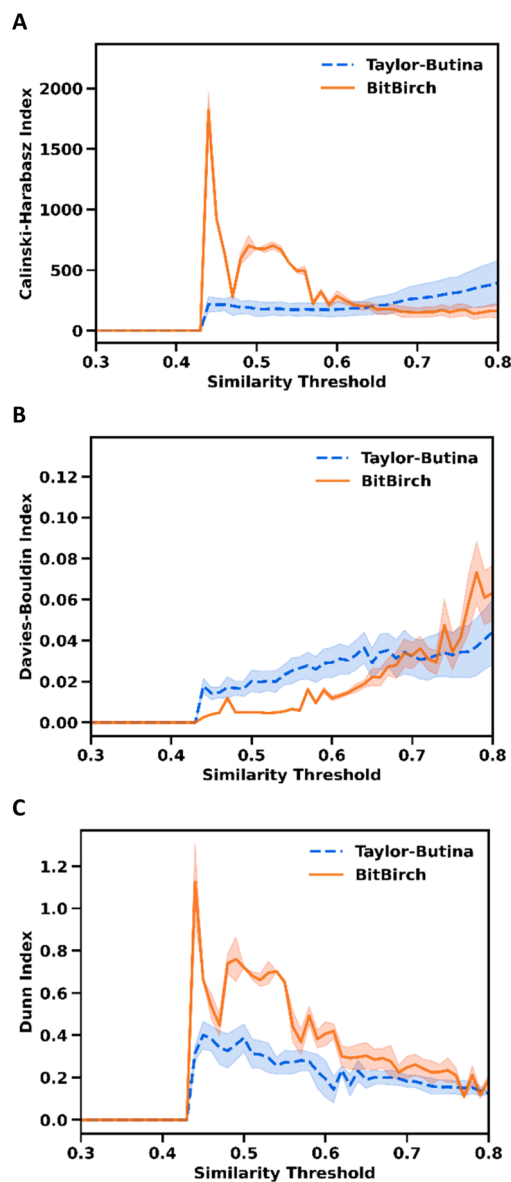 A
Calinski-Harabasz Index
2000
1500
1000
500
0
Taylor-Butina
BitBirch
0.3 0.4 0.5 0.6 0.7 0.8
Similarity Threshold
B
Davies-Bouldin Index
0.12
0.10
0.08
0.06
0.04
0.02
0.00
Taylor-Butina
BitBirch
0.3 0.4 0.5 0.6 0.7 0.8
Similarity Threshold
C
Dunn Index
1.2
1.0
0.8
0.6
0.4
0.2
0.0
Taylor-Butina
BitBirch
0.3 0.4 0.5 0.6 0.7 0.8
Similarity Threshold